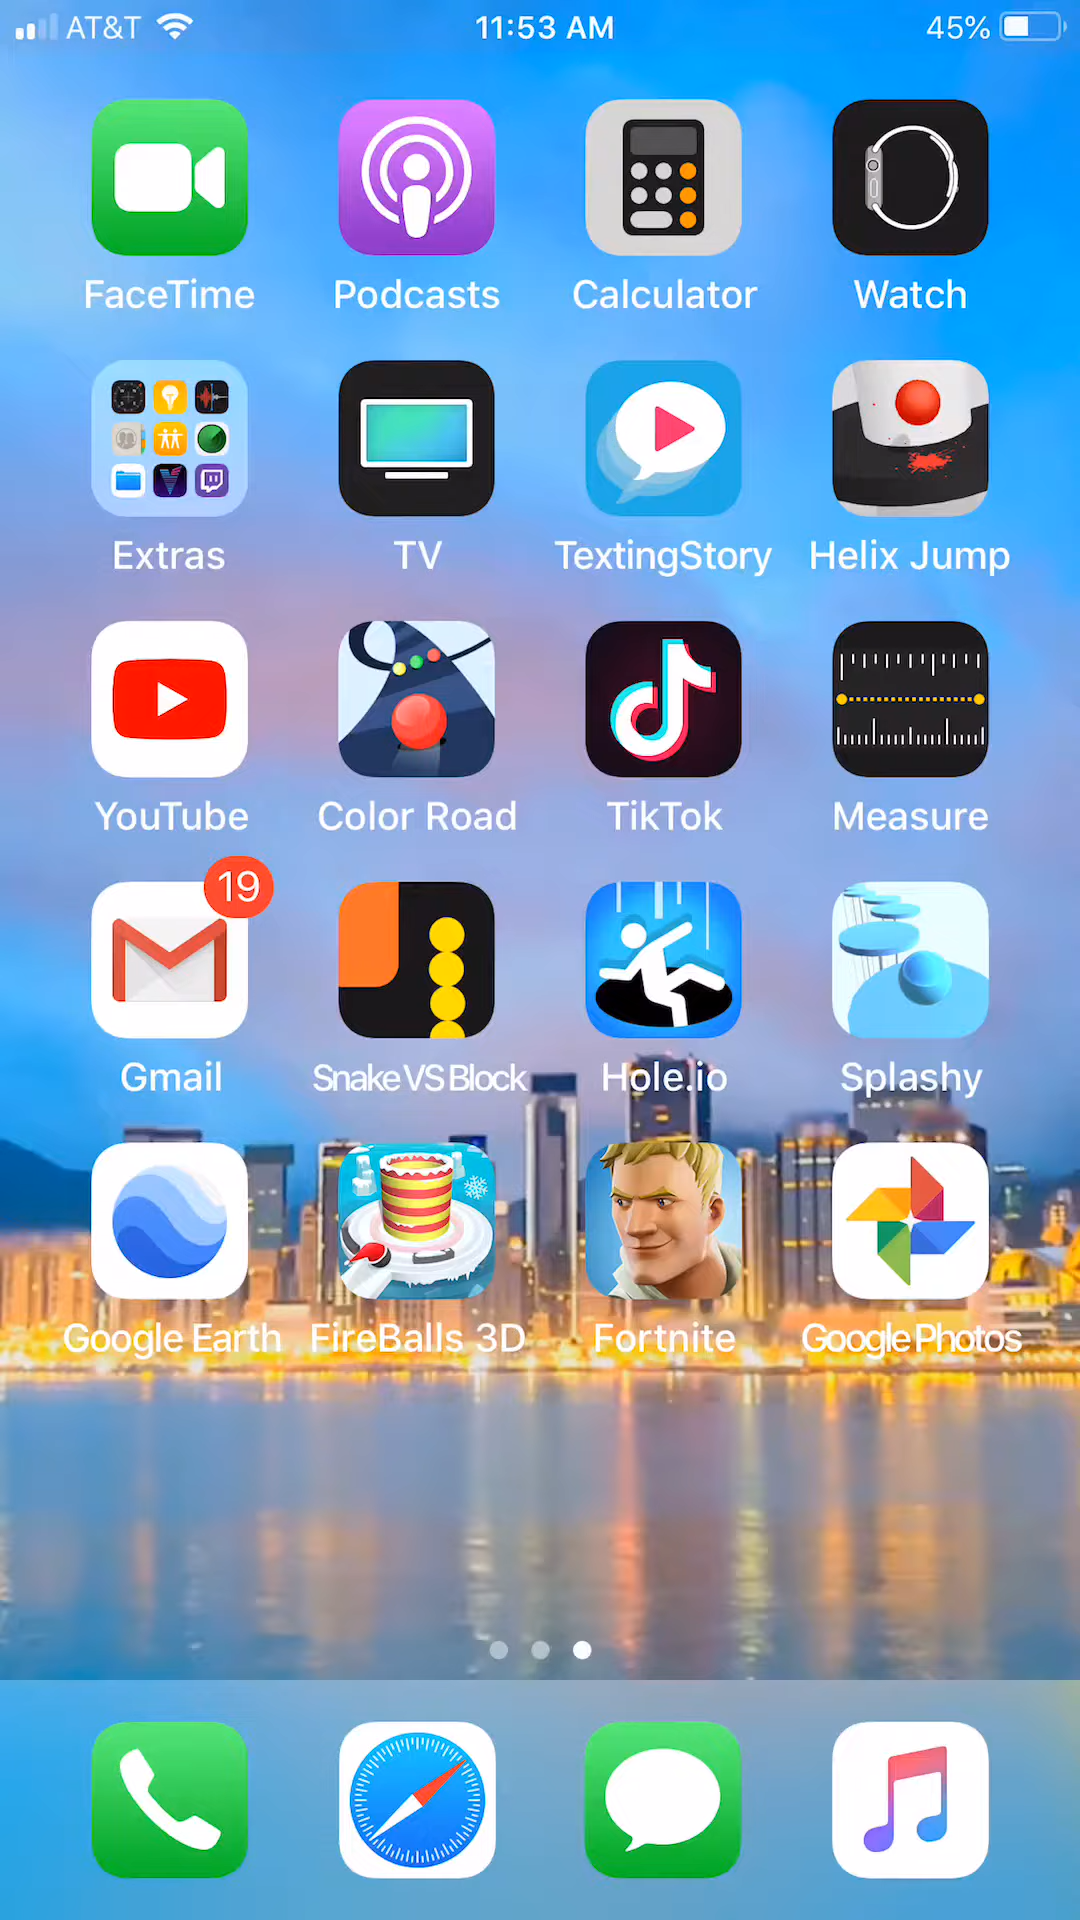 AT&T 11:53 AM 45%
FaceTime Podcasts Calculator Watch
Extras TV TextingStory Helix Jump
YouTube Color Road TikTok Measure
19
Gmail Snake VS Block Hole.io Splashy
Google Earth FireBalls 3D Fortnite Google Photos